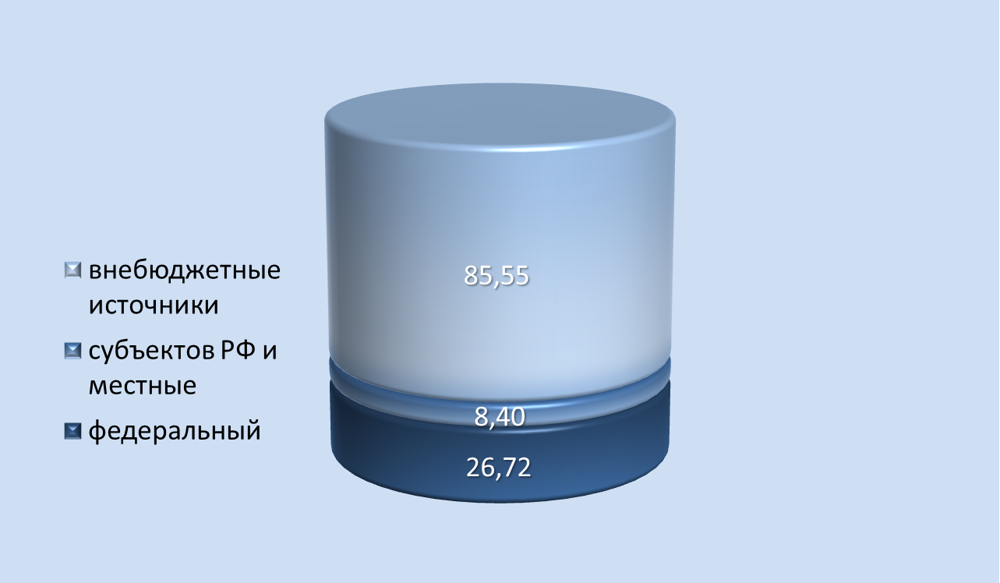 внебюджетные
источники
субъектов РФ и
местные
федеральный
85,55
8,40
26,72